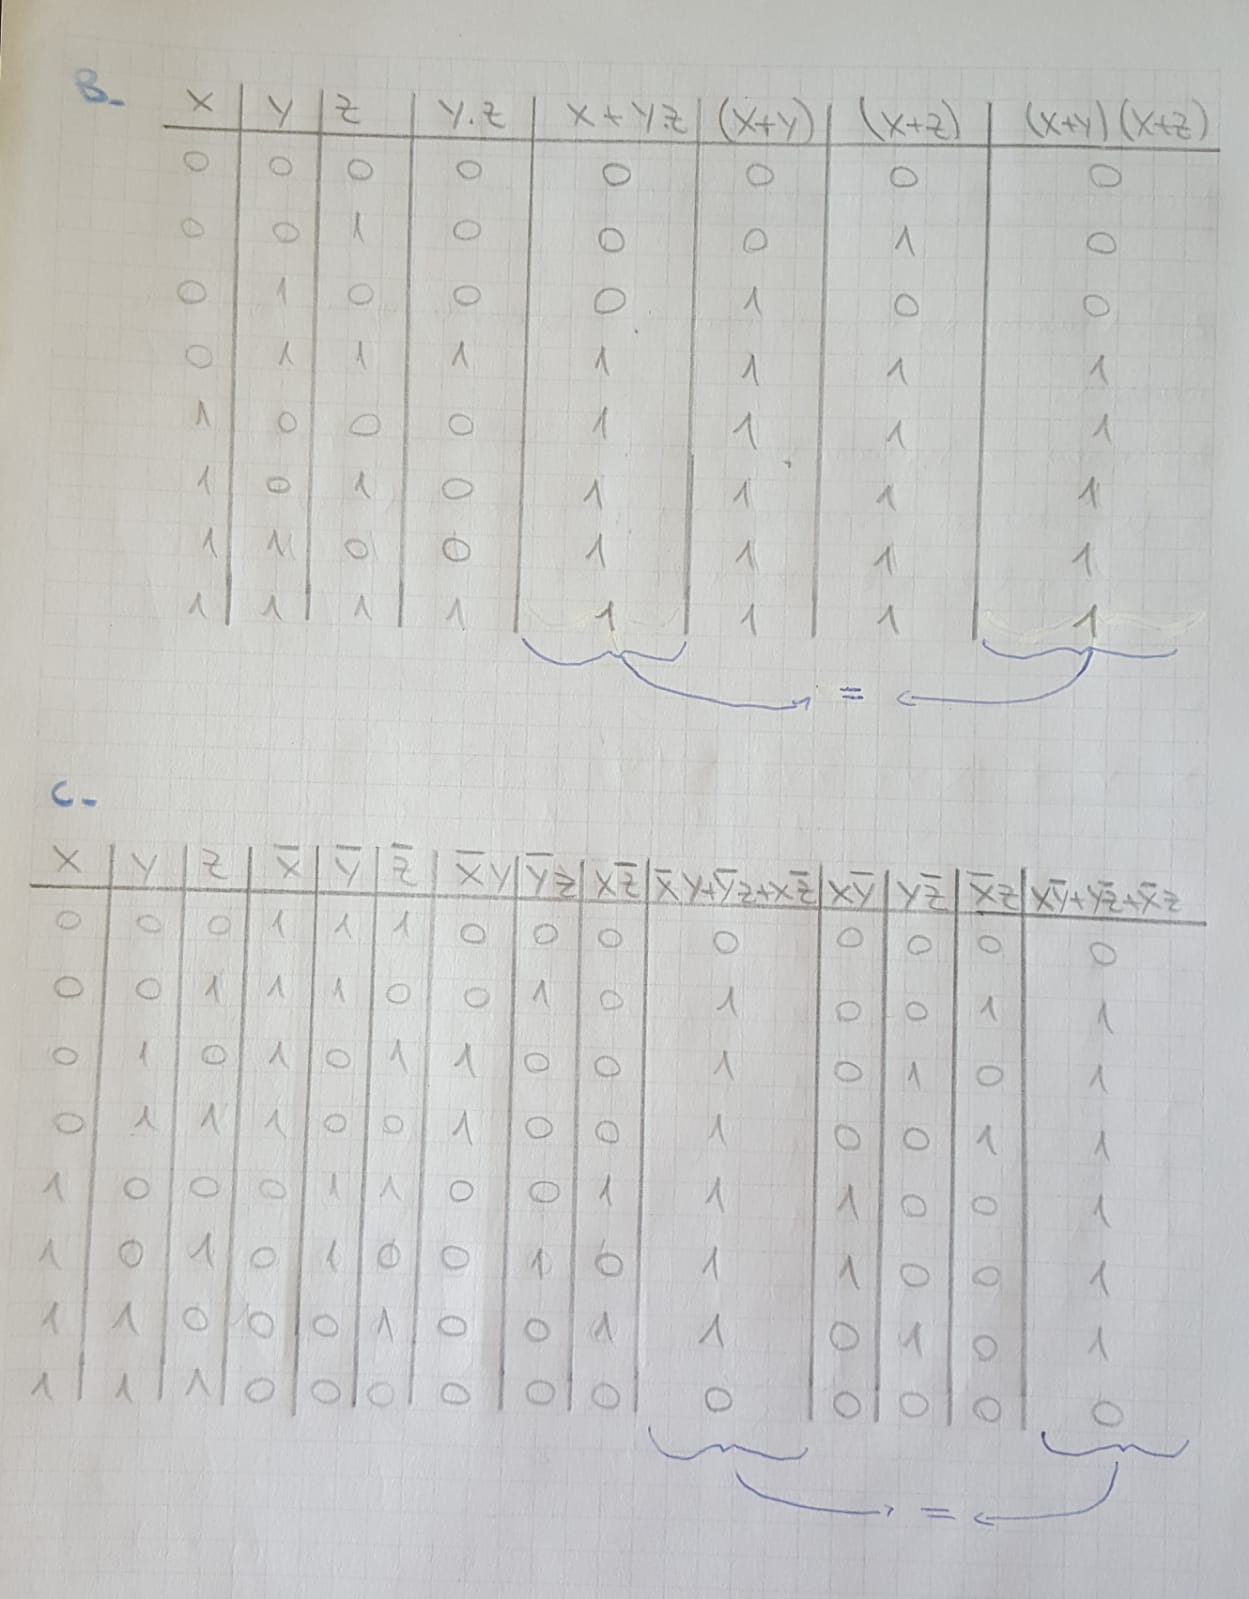 B-
X | Y | Z | Y.Z | X + Y.Z | (X+Y) | (X+Z) | (X+Y)(X+Z)
0 0 0 0 0 0 0 0
0 0 1 0 0 0 1 0
0 1 0 0 0 1 0 0
0 1 1 1 1 1 1 1
1 0 0 0 1 1 1 1
1 0 1 0 1 1 1 1
1 1 0 0 1 1 1 1
1 1 1 1 1 1 1 1
=
C-
X | Y | Z | X̅ | Y̅ | Z̅ | X̅Y | Y̅Z | XZ̅ | X̅Y+Y̅Z+XZ̅ | XY̅ | YZ̅ | X̅Z | XY̅+YZ̅+X̅Z
0 0 0 1 1 1 0 0 0 0 0 0 0 0
0 0 1 1 1 0 0 1 0 1 0 0 1 1
0 1 0 1 0 1 1 0 0 1 0 1 0 1
0 1 1 1 0 0 1 0 0 1 0 0 1 1
1 0 0 0 1 1 0 0 1 1 1 0 0 1
1 0 1 0 1 0 0 1 0 1 1 0 0 1
1 1 0 0 0 1 0 0 1 1 0 1 0 1
1 1 1 0 0 0 0 0 0 0 0 0 0 0
=